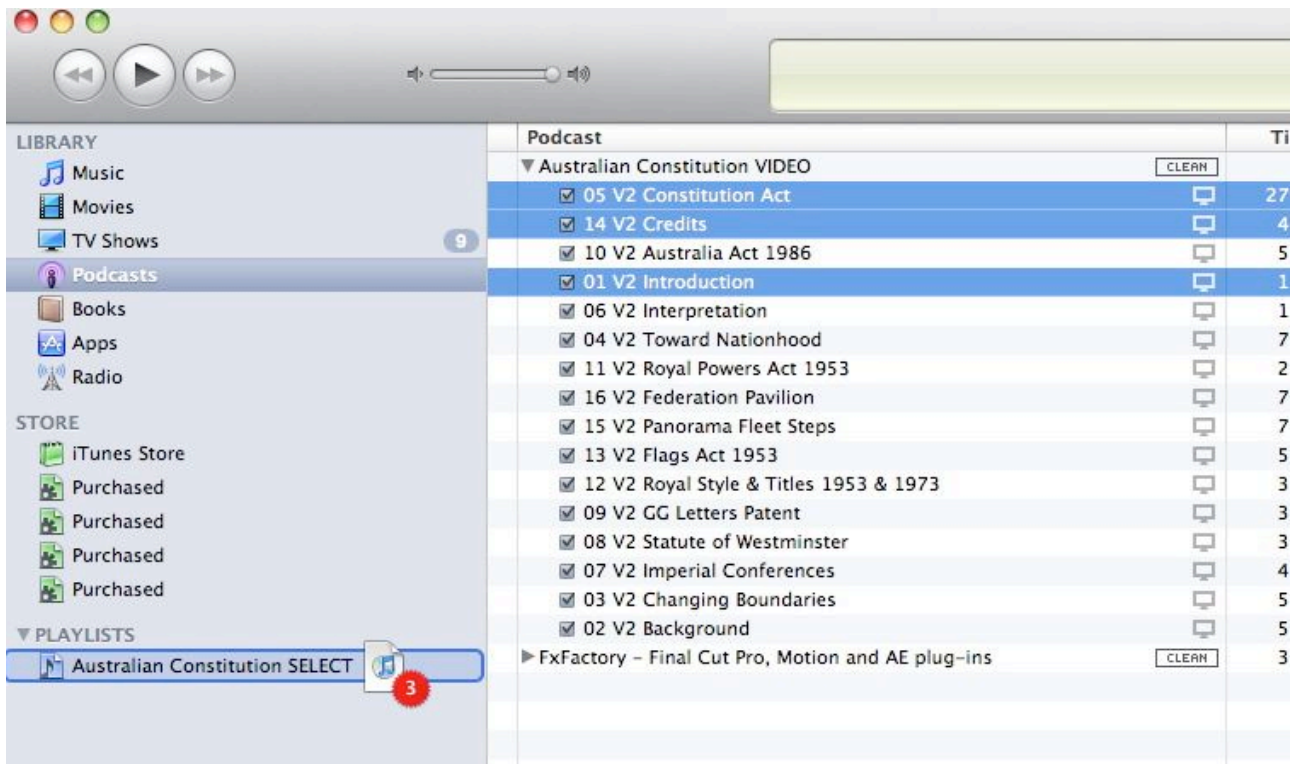 LIBRARY
Music
Movies
TV Shows 9
Podcasts
Books
Apps
Radio
STORE
iTunes Store
Purchased
Purchased
Purchased
Purchased
PLAYLISTS
Australian Constitution SELECT
3
Podcast Ti
Australian Constitution VIDEO CLEAN
05 V2 Constitution Act 27
14 V2 Credits 4
10 V2 Australia Act 1986 5
01 V2 Introduction 1
06 V2 Interpretation 1
04 V2 Toward Nationhood 7
11 V2 Royal Powers Act 1953 2
16 V2 Federation Pavilion 7
15 V2 Panorama Fleet Steps 7
13 V2 Flags Act 1953 5
12 V2 Royal Style & Titles 1953 & 1973 3
09 V2 GG Letters Patent 3
08 V2 Statute of Westminster 3
07 V2 Imperial Conferences 4
03 V2 Changing Boundaries 5
02 V2 Background 5
FxFactory – Final Cut Pro, Motion and AE plug-ins CLEAN 3